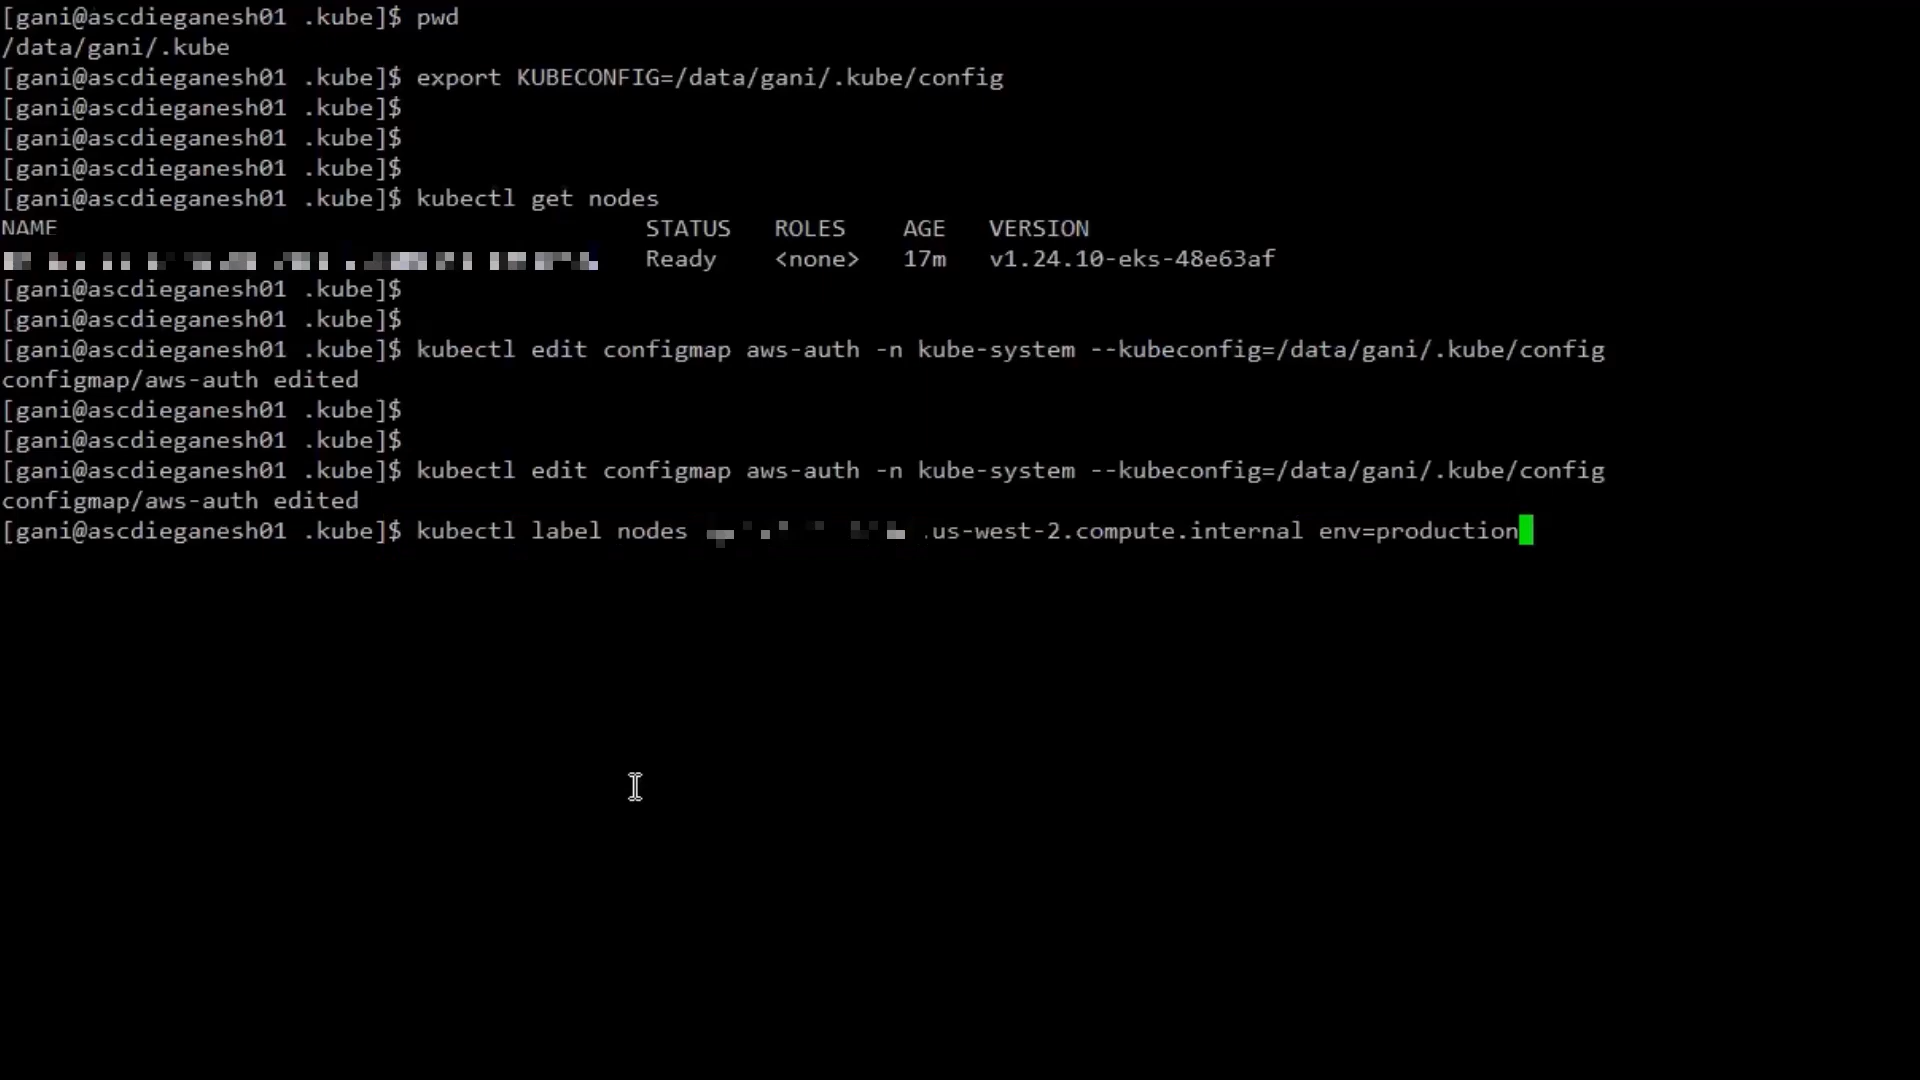 [gani@ascdieganesh01 .kube]$ pwd
/data/gani/.kube
[gani@ascdieganesh01 .kube]$ export KUBECONFIG=/data/gani/.kube/config
[gani@ascdieganesh01 .kube]$
[gani@ascdieganesh01 .kube]$
[gani@ascdieganesh01 .kube]$
[gani@ascdieganesh01 .kube]$ kubectl get nodes
NAME STATUS ROLES AGE VERSION
Ready <none> 17m v1.24.10-eks-48e63af
[gani@ascdieganesh01 .kube]$
[gani@ascdieganesh01 .kube]$
[gani@ascdieganesh01 .kube]$ kubectl edit configmap aws-auth -n kube-system --kubeconfig=/data/gani/.kube/config
configmap/aws-auth edited
[gani@ascdieganesh01 .kube]$
[gani@ascdieganesh01 .kube]$
[gani@ascdieganesh01 .kube]$ kubectl edit configmap aws-auth -n kube-system --kubeconfig=/data/gani/.kube/config
configmap/aws-auth edited
[gani@ascdieganesh01 .kube]$ kubectl label nodes .us-west-2.compute.internal env=production